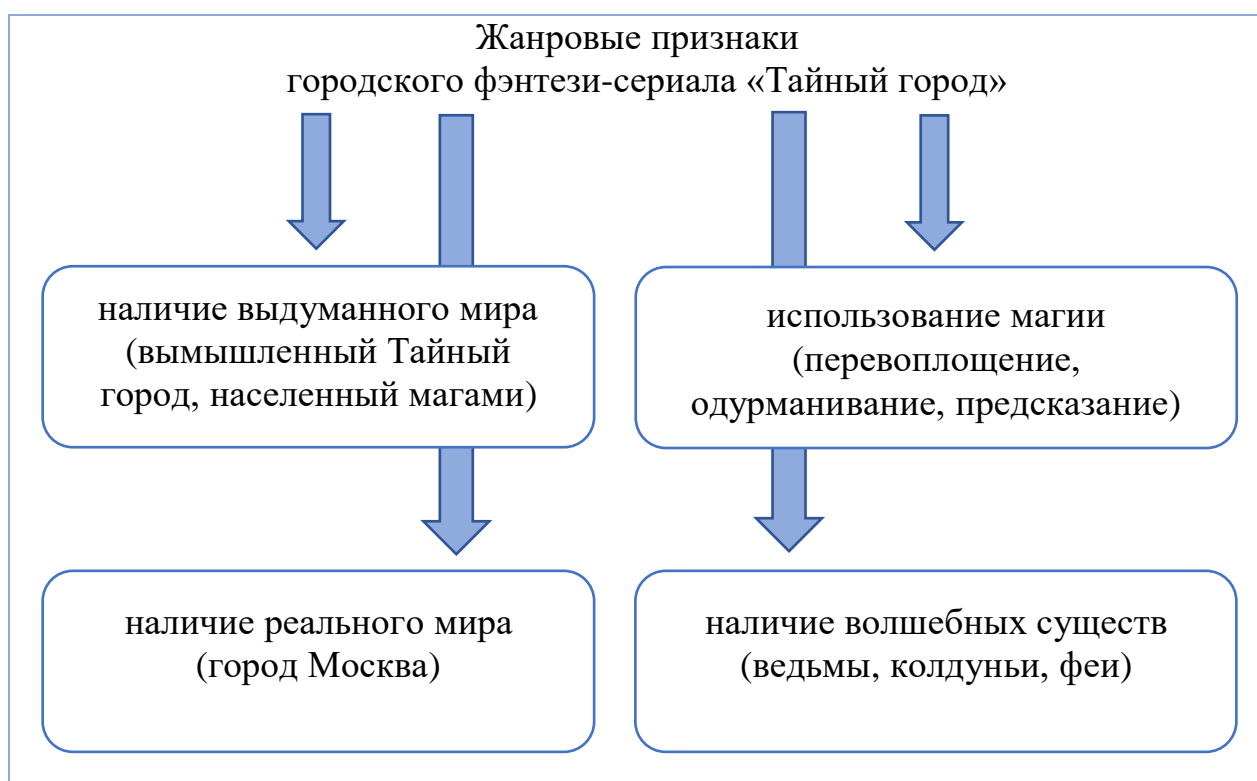 Жанровые признаки
городского фэнтези-сериала «Тайный город»
наличие выдуманного мира
(вымышленный Тайный
город, населенный магами)
использование магии
(перевоплощение,
одурманивание, предсказание)
наличие реального мира
(город Москва)
наличие волшебных существ
(ведьмы, колдуньи, феи)